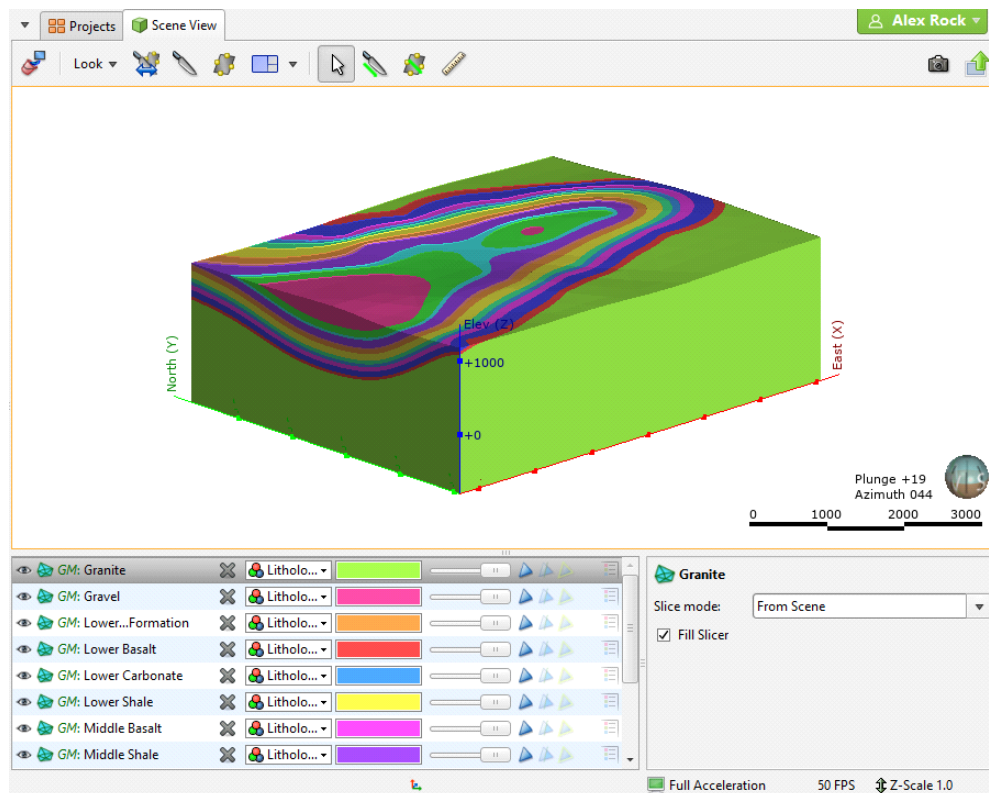 Projects
Scene View
Alex Rock
Look
Elev (Z)
+1000
+0
North (Y)
East (X)
Plunge +19
Azimuth 044
0 1000 2000 3000
GM: Granite Litholo...
GM: Gravel Litholo...
GM: Lower...Formation Litholo...
GM: Lower Basalt Litholo...
GM: Lower Carbonate Litholo...
GM: Lower Shale Litholo...
GM: Middle Basalt Litholo...
GM: Middle Shale Litholo...
Granite
Slice mode: From Scene
Fill Slicer
Full Acceleration 50 FPS Z-Scale 1.0